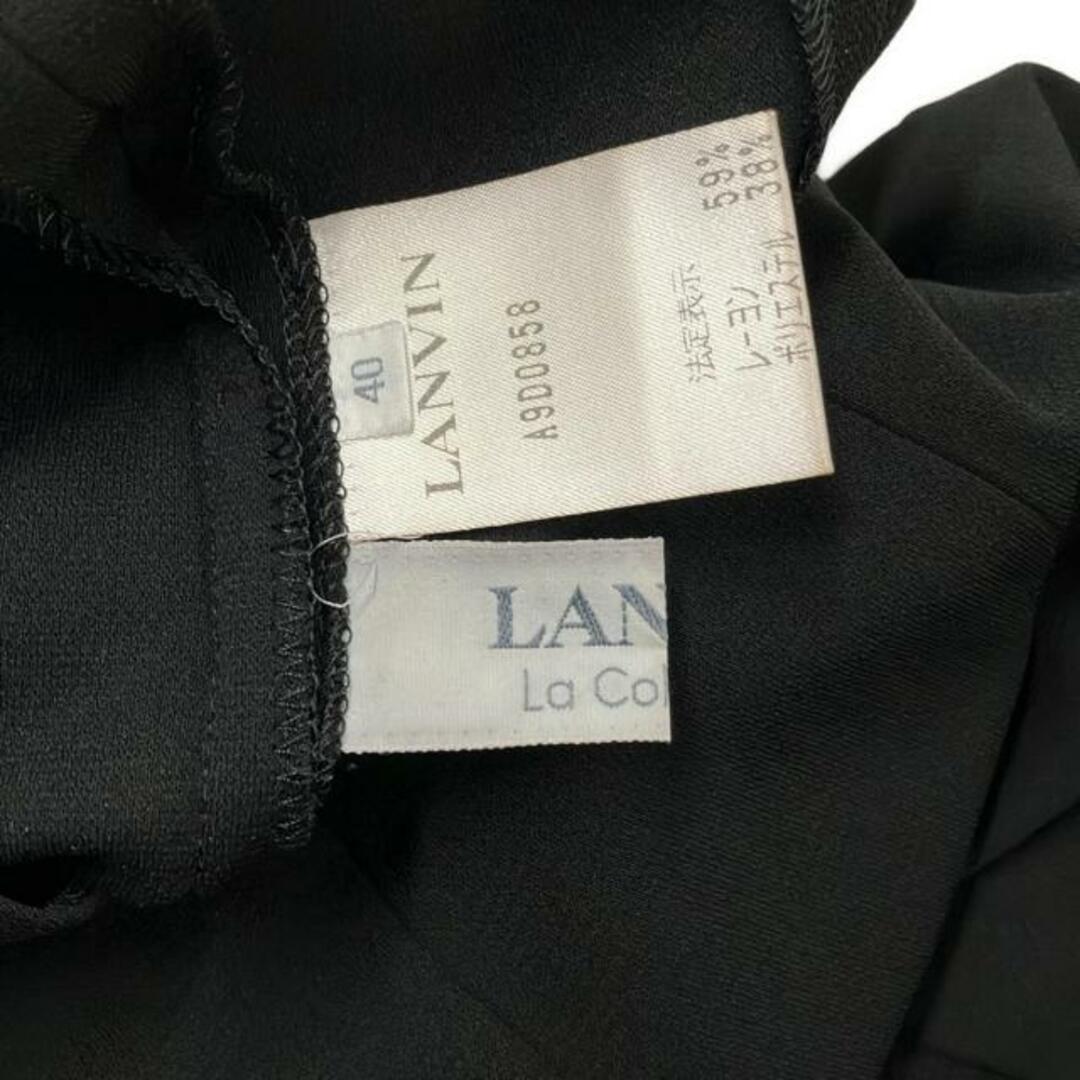 LANVIN
40
A9D0858
法定表示
レーヨン 59%
ポリエステル 38%
LAN
La Col